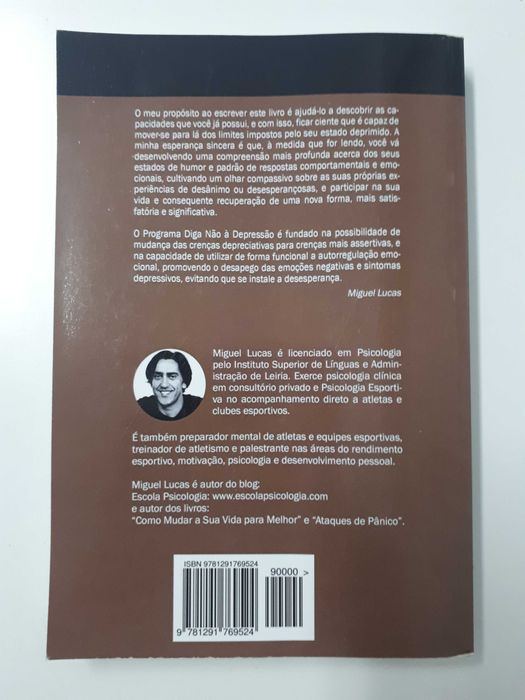 O meu propósito ao escrever este livro é ajudá-lo a descobrir as ca-
pacidades que você já possui, e com isso, ficar ciente que é capaz de
mover-se para lá dos limites impostos pelo seu estado deprimido. A
minha esperança sincera é que, à medida que for lendo, você vá
desenvolvendo uma compreensão mais profunda acerca dos seus
estados de humor e padrão de respostas comportamentais e emo-
cionais, cultivando um olhar compassivo sobre as suas próprias ex-
periências de desânimo ou desesperançosas, e participar na sua
vida e consequente recuperação de uma nova forma, mais satis-
fatória e significativa.
O Programa Diga Não à Depressão é fundado na possibilidade de
mudança das crenças depreciativas para crenças mais assertivas, e
na capacidade de utilizar de forma funcional a autorregulação emo-
cional, promovendo o desapego das emoções negativas e sintomas
depressivos, evitando que se instale a desesperança.
Miguel Lucas
Miguel Lucas é licenciado em Psicologia
pelo Instituto Superior de Línguas e Admin-
istração de Leiria. Exerce psicologia clínica
em consultório privado e Psicologia Esporti-
va no acompanhamento direto a atletas e
clubes esportivos.
É também preparador mental de atletas e equipes esportivas,
treinador de atletismo e palestrante nas áreas do rendimento
esportivo, motivação, psicologia e desenvolvimento pessoal.
Miguel Lucas é autor do blog:
Escola Psicologia: www.escolapsicologia.com
e autor dos livros:
“Como Mudar a Sua Vida para Melhor” e “Ataques de Pânico”.
ISBN 9781291769524
90000 >
9 781291 769524